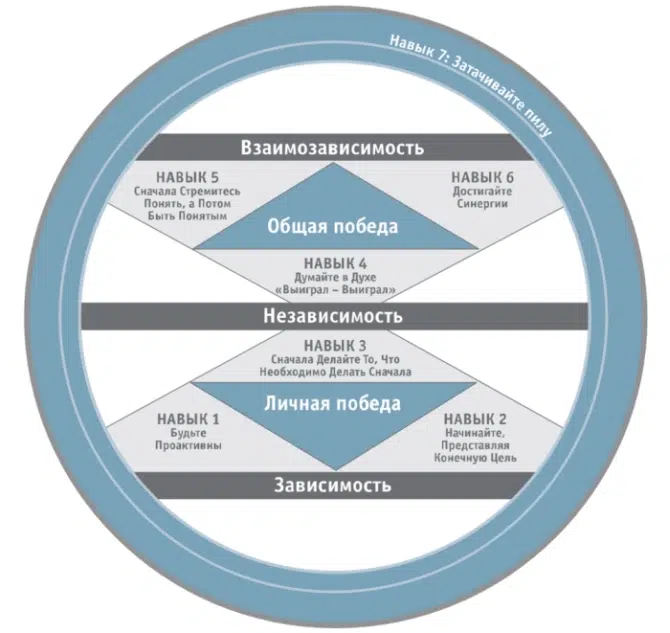 Навык 7: Затачивайте пилу
Взаимозависимость
НАВЫК 5
Сначала Стремитесь
Понять, а Потом
Быть Понятым
НАВЫК 6
Достигайте
Синергии
Общая победа
НАВЫК 4
Думайте в Духе
«Выиграл – Выиграл»
Независимость
НАВЫК 3
Сначала Делайте То, Что
Необходимо Делать Сначала
Личная победа
НАВЫК 1
Будьте
Проактивны
НАВЫК 2
Начинайте,
Представляя
Конечную Цель
Зависимость